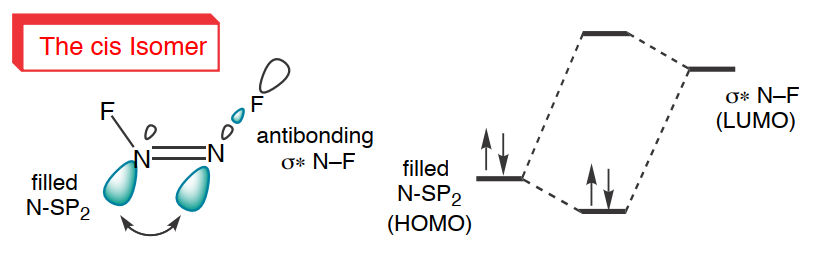 The cis Isomer
F
F
N
N
antibonding
σ* N–F
filled
N-SP2
filled
N-SP2
(HOMO)
σ* N–F
(LUMO)